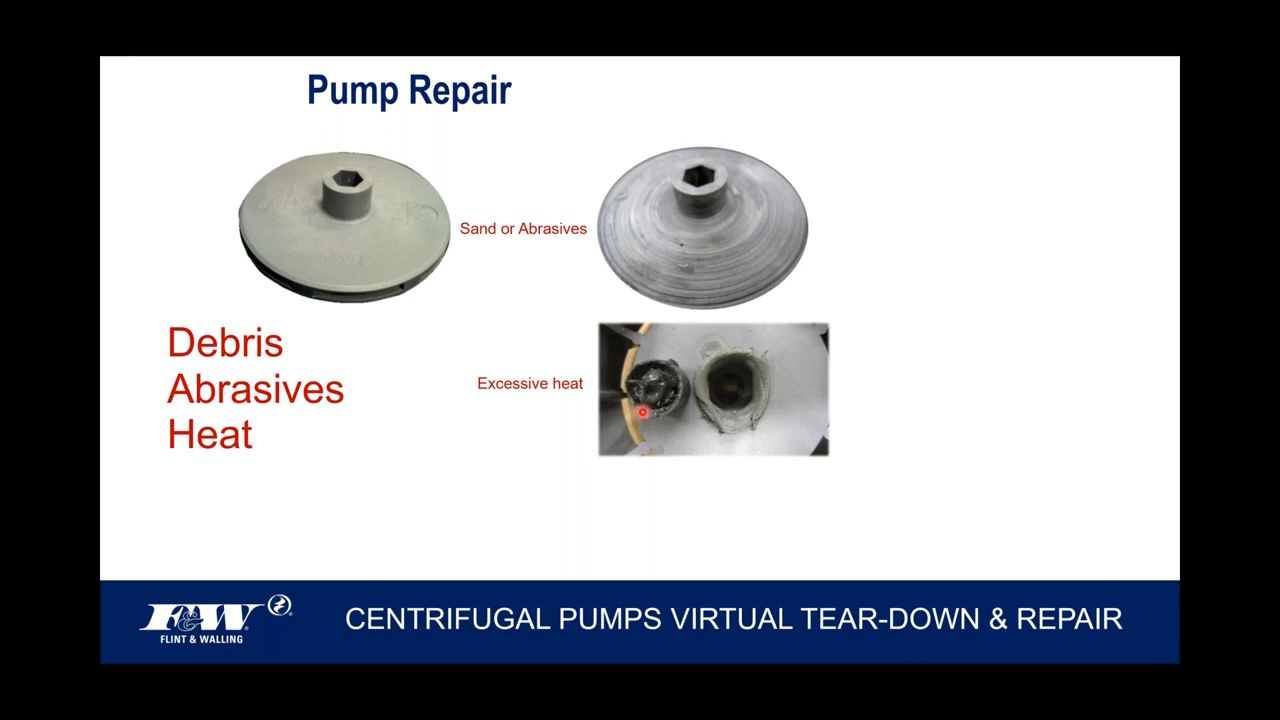 Pump Repair
Sand or Abrasives
Debris
Abrasives
Heat
Excessive heat
F&W
FLINT & WALLING
CENTRIFUGAL PUMPS VIRTUAL TEAR-DOWN & REPAIR